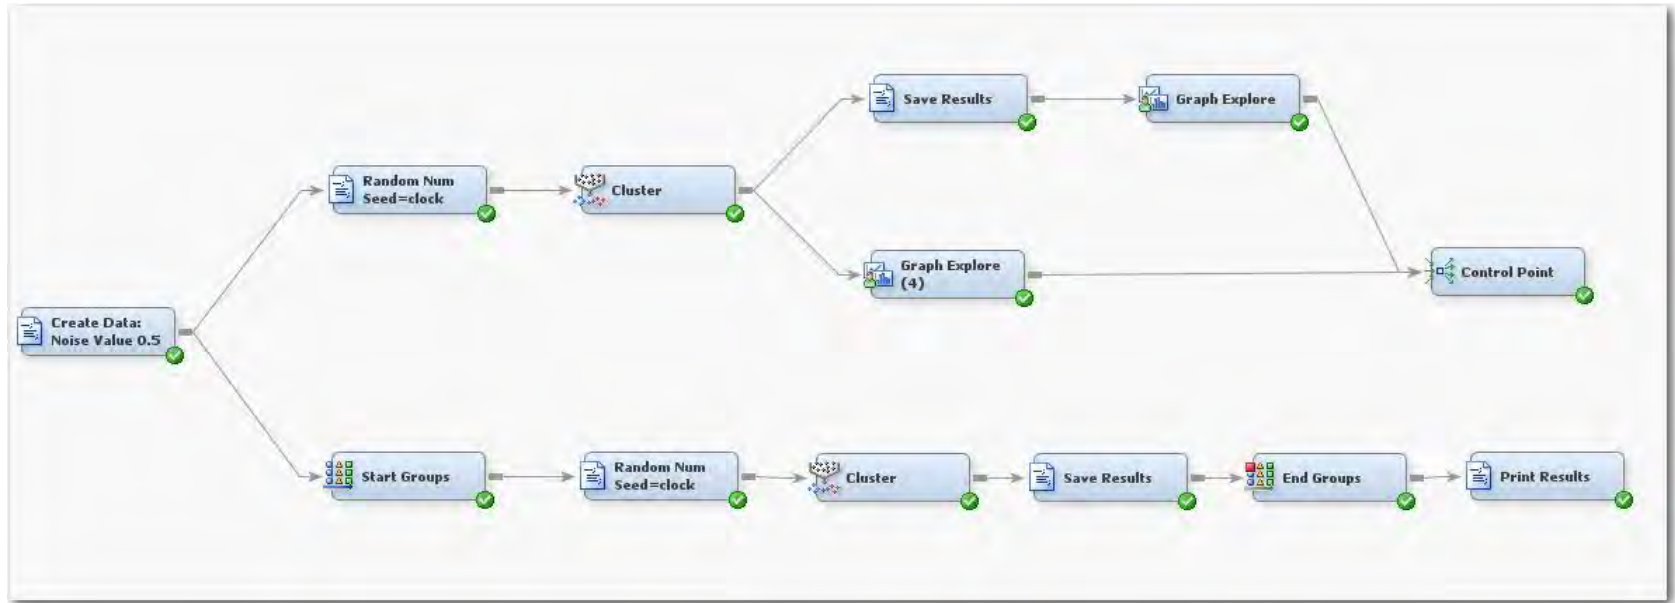 Save Results
Graph Explore
Random Num
Seed=clock
Cluster
Graph Explore
(4)
Control Point
Create Data:
Noise Value 0.5
Start Groups
Random Num
Seed=clock
Cluster
Save Results
End Groups
Print Results